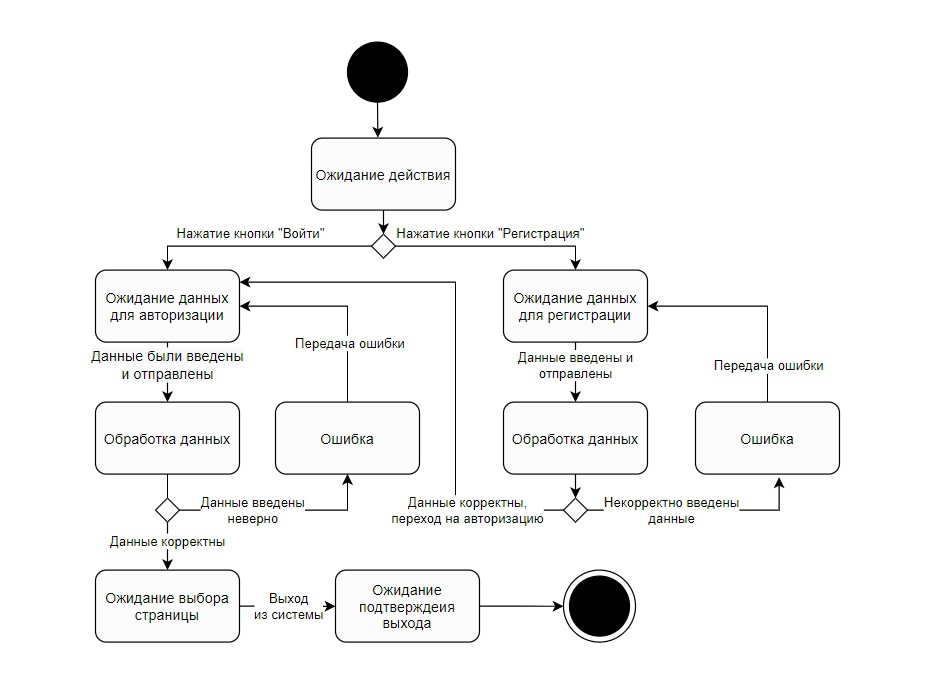 Ожидание действия
Нажатие кнопки "Войти"
Нажатие кнопки "Регистрация"
Ожидание данных
для авторизации
Ожидание данных
для регистрации
Передача ошибки
Данные были введены
и отправлены
Данные введены и
отправлены
Передача ошибки
Обработка данных
Ошибка
Обработка данных
Ошибка
Данные введены
неверно
Данные корректны,
переход на авторизацию
Некорректно введены
данные
Данные корректны
Ожидание выбора
страницы
Выход
из системы
Ожидание
подтверждеия
выхода